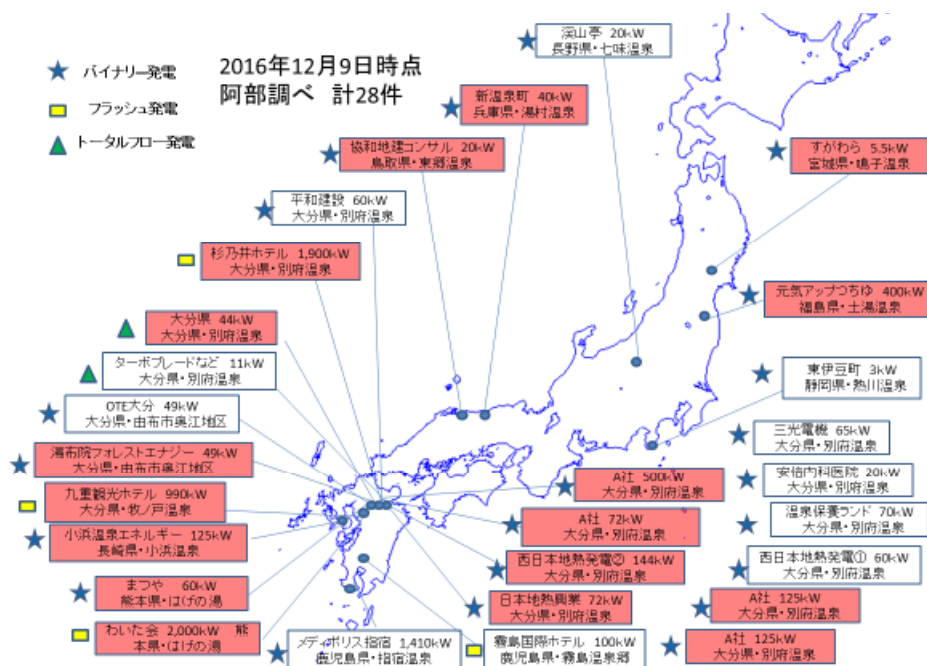 バイナリー発電
フラッシュ発電
トータルフロー発電
2016年12月9日時点
阿部調べ 計28件
渓山亭 20kW
長野県・七味温泉
新温泉町 40kW
兵庫県・湯村温泉
協和地建コンサル 20kW
鳥取県・東郷温泉
すがわら 5.5kW
宮城県・鳴子温泉
平和建設 60kW
大分県・別府温泉
杉乃井ホテル 1,900kW
大分県・別府温泉
元気アップつちゆ 400kW
福島県・土湯温泉
大分県 44kW
大分県・別府温泉
ターボブレードなど 11kW
大分県・別府温泉
東伊豆町 3kW
静岡県・熱川温泉
OTE大分 49kW
大分県・由布市奥江地区
三光電機 65kW
大分県・別府温泉
湯布院フォレストエナジー 49kW
大分県・由布市奥江地区
A社 500kW
大分県・別府温泉
安倍内科医院 20kW
大分県・別府温泉
九重観光ホテル 990kW
大分県・牧ノ戸温泉
A社 72kW
大分県・別府温泉
温泉保養ランド 70kW
大分県・別府温泉
小浜温泉エネルギー 125kW
長崎県・小浜温泉
西日本地熱発電② 144kW
大分県・別府温泉
西日本地熱発電① 60kW
大分県・別府温泉
まつや 60kW
熊本県・はげの湯
日本地熱興業 72kW
大分県・別府温泉
A社 125kW
大分県・別府温泉
わいた会 2,000kW 熊
本県・はげの湯
メディポリス指宿 1,410kW
鹿児島県・指宿温泉
霧島国際ホテル 100kW
鹿児島県・霧島温泉郷
A社 125kW
大分県・別府温泉